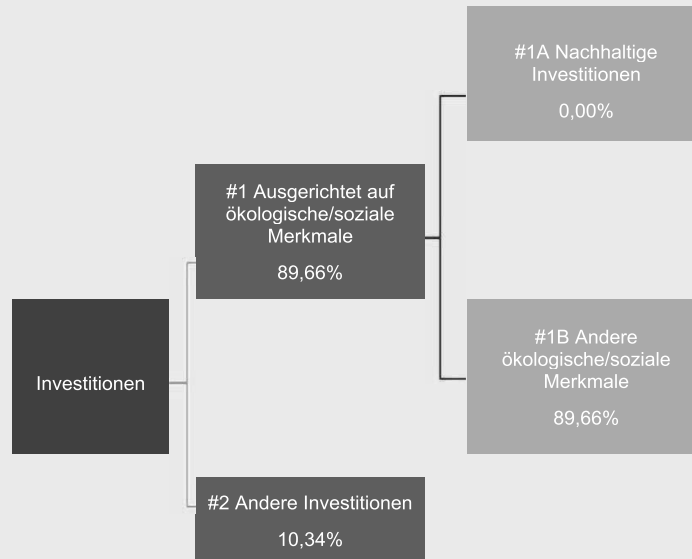 #1A Nachhaltige
Investitionen
0,00%
#1 Ausgerichtet auf
ökologische/soziale
Merkmale
89,66%
Investitionen
#1B Andere
ökologische/soziale
Merkmale
89,66%
#2 Andere Investitionen
10,34%